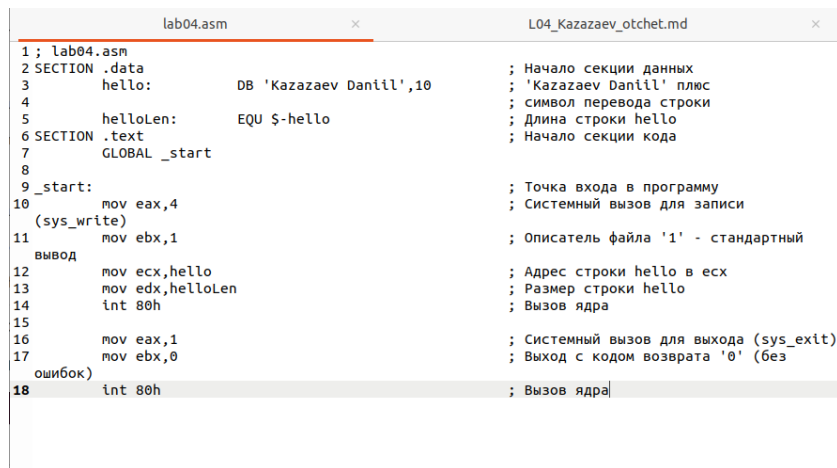 lab04.asm × L04_Kazazaev_otchet.md ×
1 ; lab04.asm
2 SECTION .data ; Начало секции данных
3 hello: DB 'Kazazaev Daniil',10 ; 'Kazazaev Daniil' плюс
4 ; символ перевода строки
5 helloLen: EQU $-hello ; Длина строки hello
6 SECTION .text ; Начало секции кода
7 GLOBAL _start
8
9 _start: ; Точка входа в программу
10 mov eax,4 ; Системный вызов для записи
(sys_write)
11 mov ebx,1 ; Описатель файла '1' - стандартный
вывод
12 mov ecx,hello ; Адрес строки hello в ecx
13 mov edx,helloLen ; Размер строки hello
14 int 80h ; Вызов ядра
15
16 mov eax,1 ; Системный вызов для выхода (sys_exit)
17 mov ebx,0 ; Выход с кодом возврата '0' (без
ошибок)
18 int 80h ; Вызов ядра